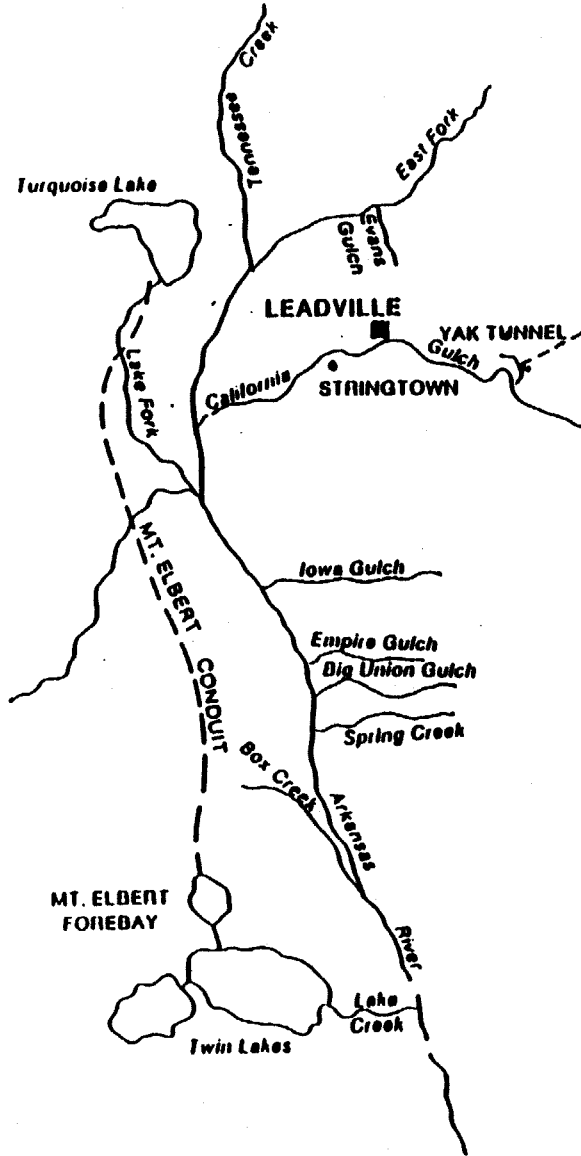 Creek
Tennessee
East Fork
Turquoise Lake
Evans
Gulch
LEADVILLE
YAK TUNNEL
Gulch
California
STRINGTOWN
Lake Fork
MT. ELBERT CONDUIT
Iowa Gulch
Empire Gulch
Big Union Gulch
Spring Creek
Box Creek
Arkansas
River
MT. ELBERT
FOREBAY
Lake
Creek
Twin Lakes